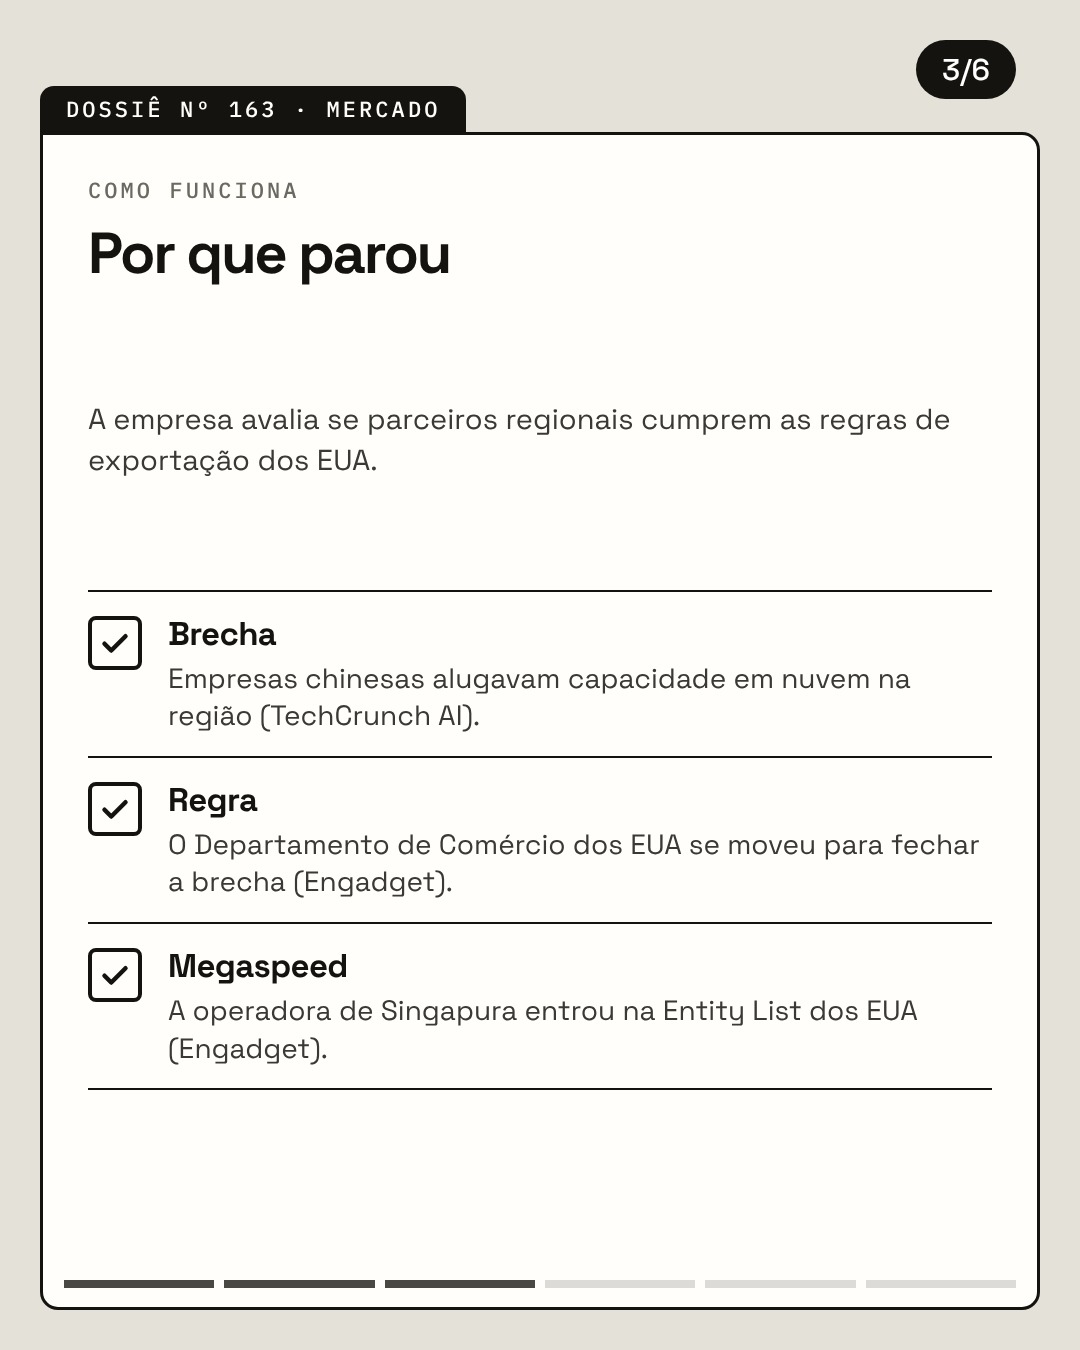 3/6
DOSSIÊ Nº 163 · MERCADO
COMO FUNCIONA
Por que parou
A empresa avalia se parceiros regionais cumprem as regras de
exportação dos EUA.
Brecha
Empresas chinesas alugavam capacidade em nuvem na
região (TechCrunch AI).
Regra
O Departamento de Comércio dos EUA se moveu para fechar
a brecha (Engadget).
Megaspeed
A operadora de Singapura entrou na Entity List dos EUA
(Engadget).